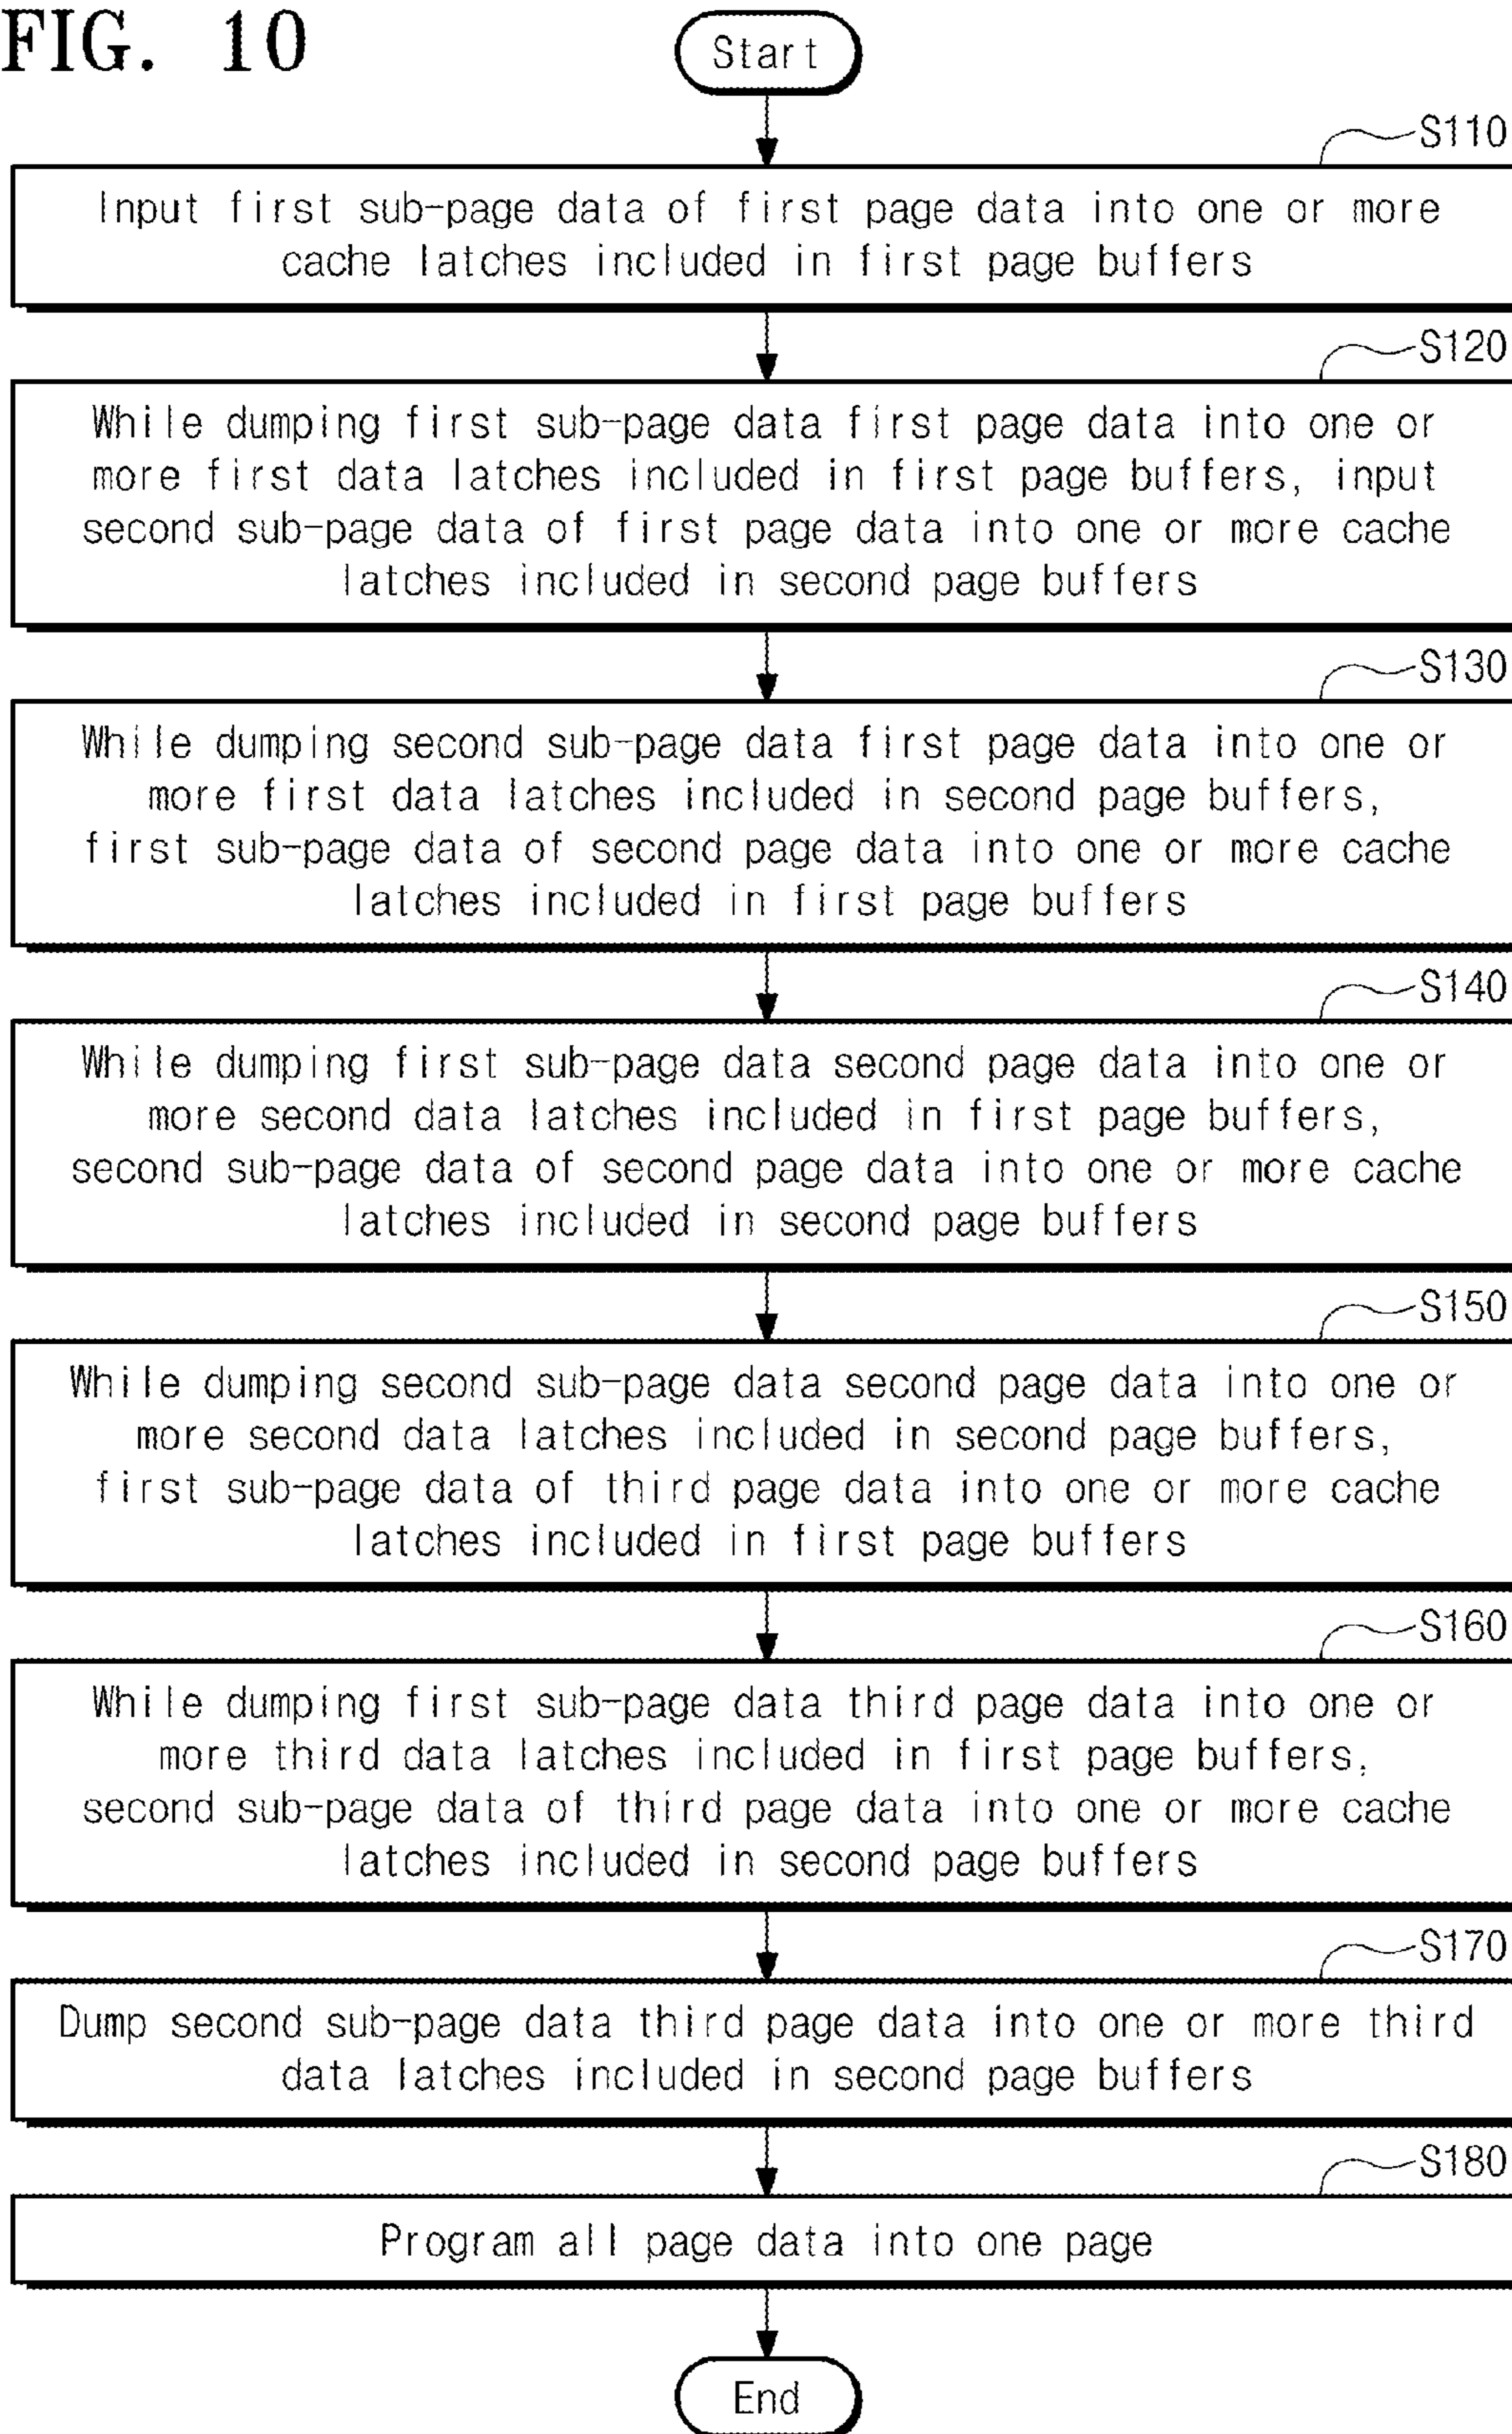 FIG. 10
Start
S110
Input first sub-page data of first page data into one or more
cache latches included in first page buffers
S120
While dumping first sub-page data first page data into one or
more first data latches included in first page buffers, input
second sub-page data of first page data into one or more cache
latches included in second page buffers
S130
While dumping second sub-page data first page data into one or
more first data latches included in second page buffers,
first sub-page data of second page data into one or more cache
latches included in first page buffers
S140
While dumping first sub-page data second page data into one or
more second data latches included in first page buffers,
second sub-page data of second page data into one or more cache
latches included in second page buffers
S150
While dumping second sub-page data second page data into one or
more second data latches included in second page buffers,
first sub-page data of third page data into one or more cache
latches included in first page buffers
S160
While dumping first sub-page data third page data into one or
more third data latches included in first page buffers,
second sub-page data of third page data into one or more cache
latches included in second page buffers
S170
Dump second sub-page data third page data into one or more third
data latches included in second page buffers
S180
Program all page data into one page
End